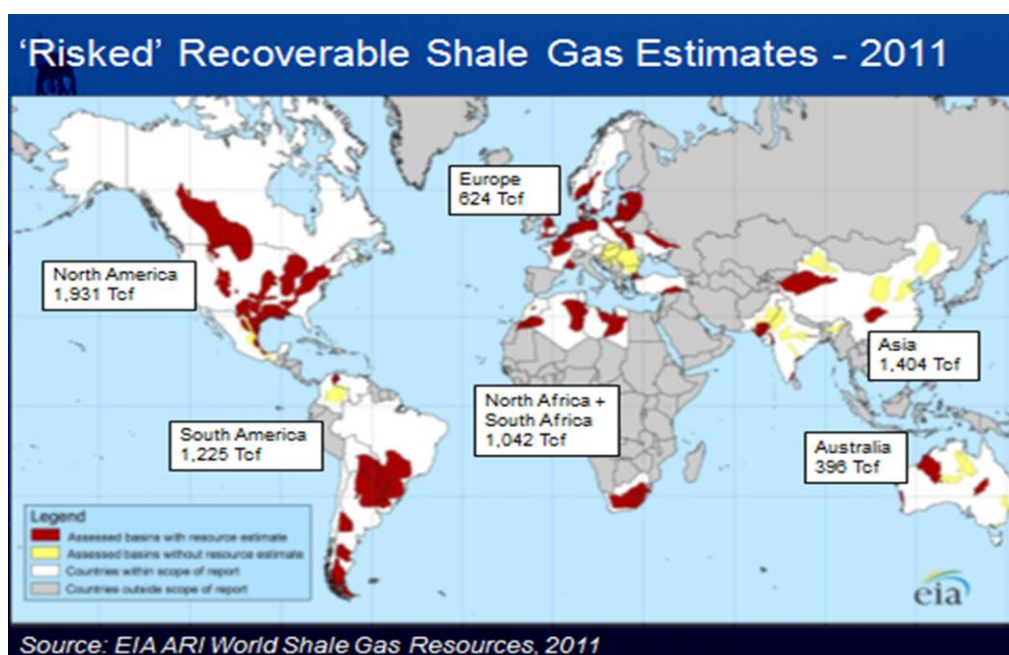 'Risked' Recoverable Shale Gas Estimates - 2011
Europe
624 Tcf
North America
1,931 Tcf
Asia
1,404 Tcf
North Africa +
South Africa
1,042 Tcf
South America
1,225 Tcf
Australia
396 Tcf
Legend
Assessed basins with resource estimate
Assessed basins without resource estimate
Countries within scope of report
Countries outside scope of report
eia
Source: EIA ARI World Shale Gas Resources, 2011